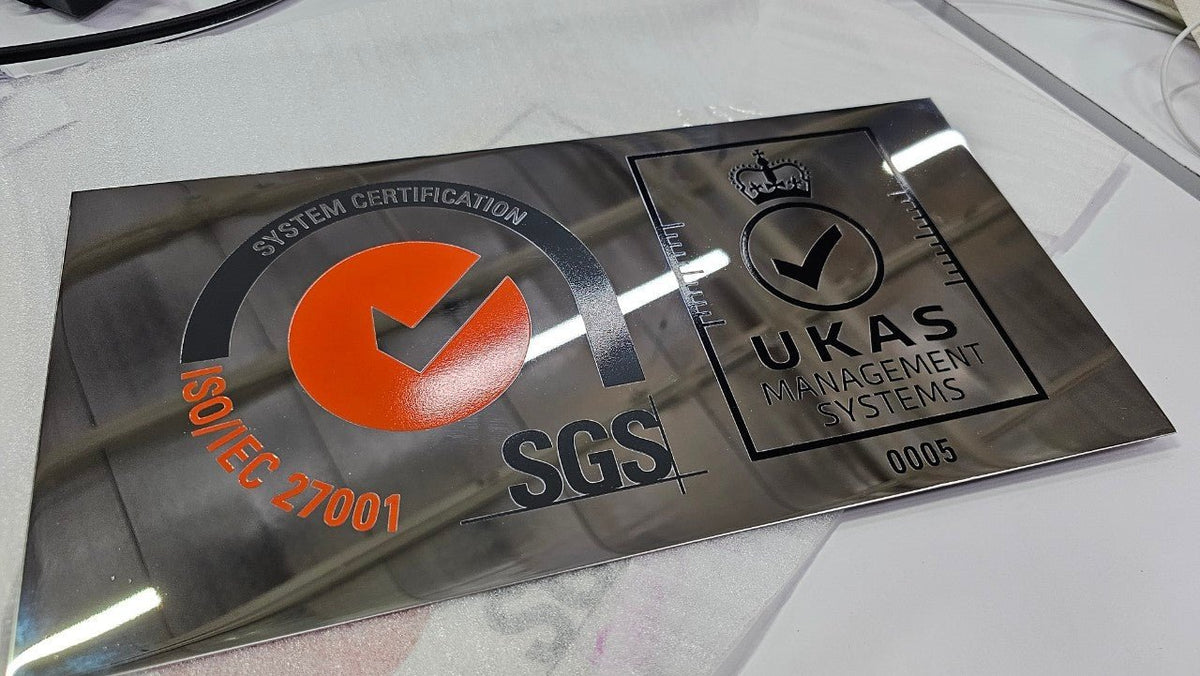 SYSTEM CERTIFICATION
ISO/IEC 27001
SGS
UKAS
MANAGEMENT
SYSTEMS
0005